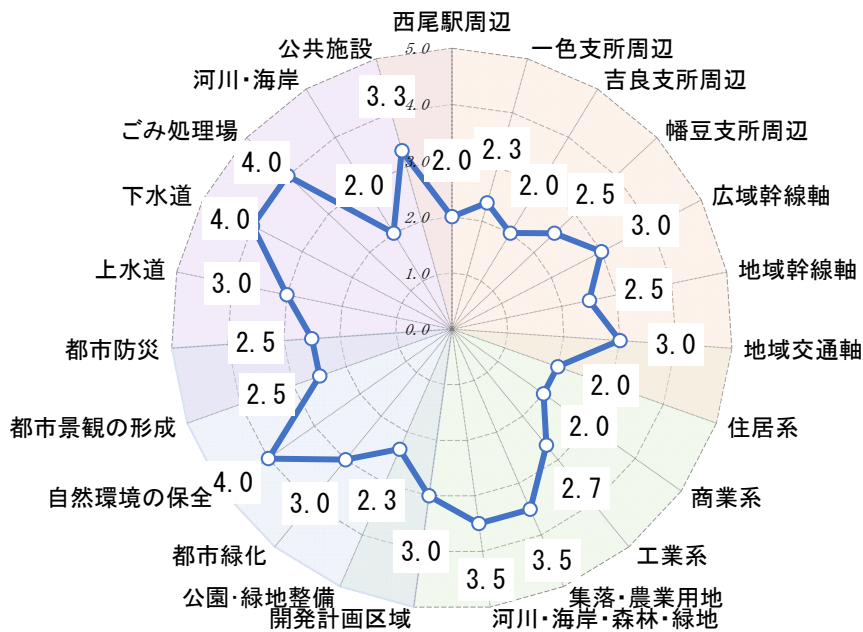 西尾駅周辺
一色支所周辺
吉良支所周辺
幡豆支所周辺
広域幹線軸
地域幹線軸
地域交通軸
住居系
商業系
工業系
集落・農業用地
河川・海岸・森林・緑地
開発計画区域
公園・緑地整備
都市緑化
自然環境の保全
都市景観の形成
都市防災
上水道
下水道
ごみ処理場
河川・海岸
公共施設
5.0
4.0
3.0
2.0
1.0
0.0
2.0
2.3
2.0
2.5
3.0
2.5
3.0
2.0
2.0
2.7
3.5
3.5
3.0
2.3
3.0
4.0
2.5
2.5
3.0
4.0
4.0
2.0
3.3